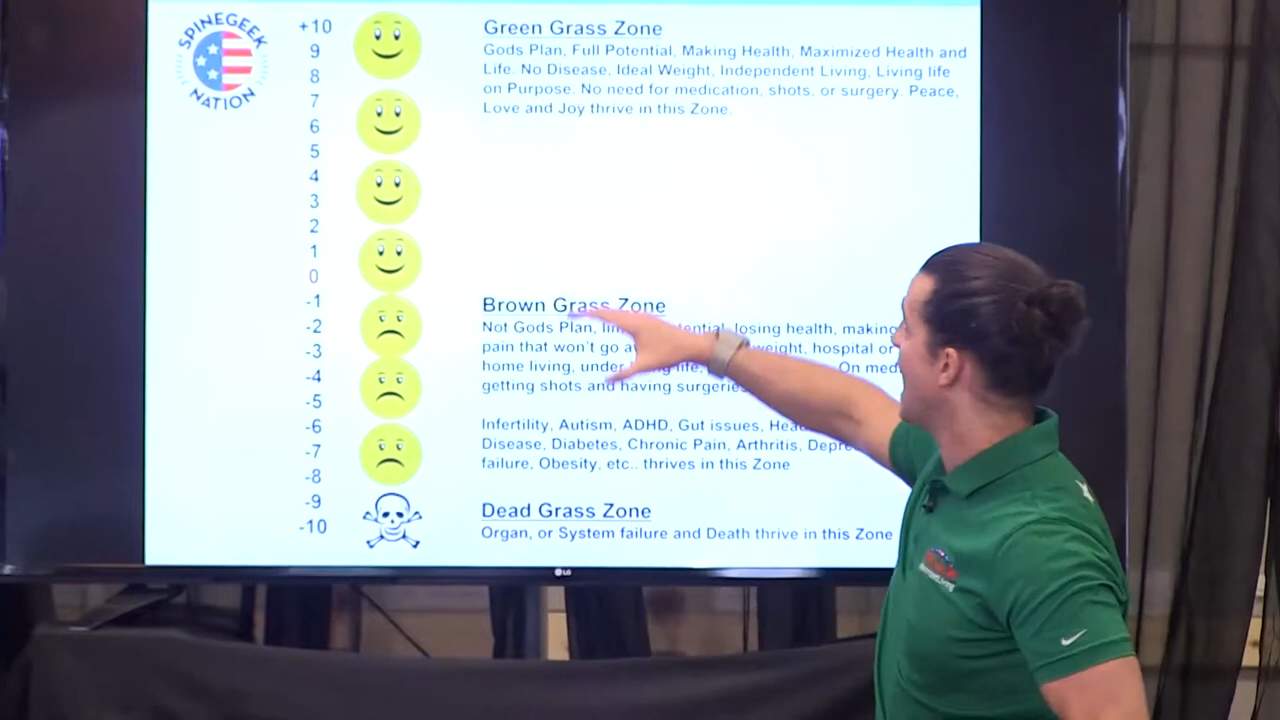 SPINEGEEK
NATION
+10
9
8
7
6
5
4
3
2
1
0
-1
-2
-3
-4
-5
-6
-7
-8
-9
-10
Green Grass Zone
Gods Plan, Full Potential, Making Health, Maximized Health and
Life. No Disease, Ideal Weight, Independent Living, Living life
on Purpose. No need for medication, shots, or surgery. Peace,
Love and Joy thrive in this Zone.
Brown Grass Zone
Not Gods Plan, losing health, making
pain that won't go weight, hospital or
home living, under life, On
getting shots and having surgeries
Infertility, Autism, ADHD, Gut issues,
Disease, Diabetes, Chronic Pain, Arthritis,
failure, Obesity, etc.. thrives in this Zone
Dead Grass Zone
Organ, or System failure and Death thrive in this Zone
LG